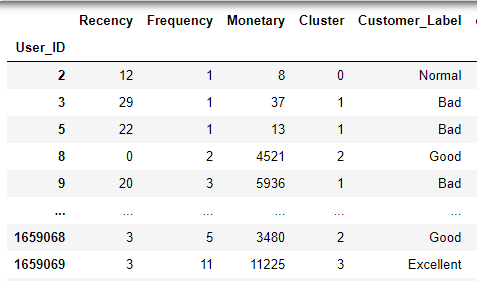 Recency Frequency Monetary Cluster Customer_Label
User_ID
2 12 1 8 0 Normal
3 29 1 37 1 Bad
5 22 1 13 1 Bad
8 0 2 4521 2 Good
9 20 3 5936 1 Bad
... ... ... ... ... ...
1659068 3 5 3480 2 Good
1659069 3 11 11225 3 Excellent